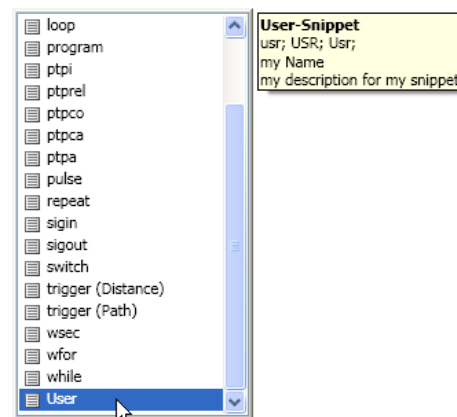 loop
program
ptpi
ptprel
ptpco
ptpca
ptpa
pulse
repeat
sigin
sigout
switch
trigger (Distance)
trigger (Path)
wsec
wfor
while
User
User-Snippet
usr; USR; Usr;
my Name
my description for my snippet